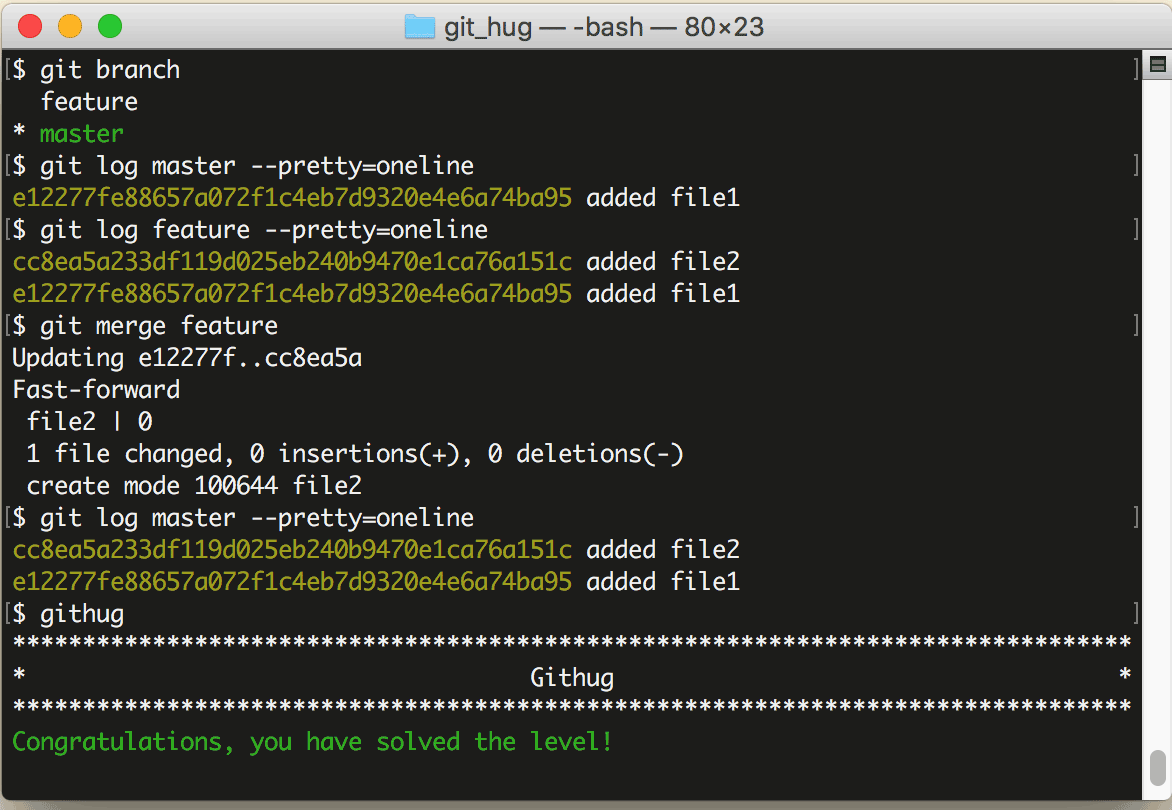 git_hug — -bash — 80×23
[$ git branch ]
  feature
* master
[$ git log master --pretty=oneline ]
e12277fe88657a072f1c4eb7d9320e4e6a74ba95 added file1
[$ git log feature --pretty=oneline ]
cc8ea5a233df119d025eb240b9470e1ca76a151c added file2
e12277fe88657a072f1c4eb7d9320e4e6a74ba95 added file1
[$ git merge feature ]
Updating e12277f..cc8ea5a
Fast-forward
 file2 | 0
 1 file changed, 0 insertions(+), 0 deletions(-)
 create mode 100644 file2
[$ git log master --pretty=oneline ]
cc8ea5a233df119d025eb240b9470e1ca76a151c added file2
e12277fe88657a072f1c4eb7d9320e4e6a74ba95 added file1
[$ githug ]
********************************************************************************
*                                    Githug                                    *
********************************************************************************
Congratulations, you have solved the level!